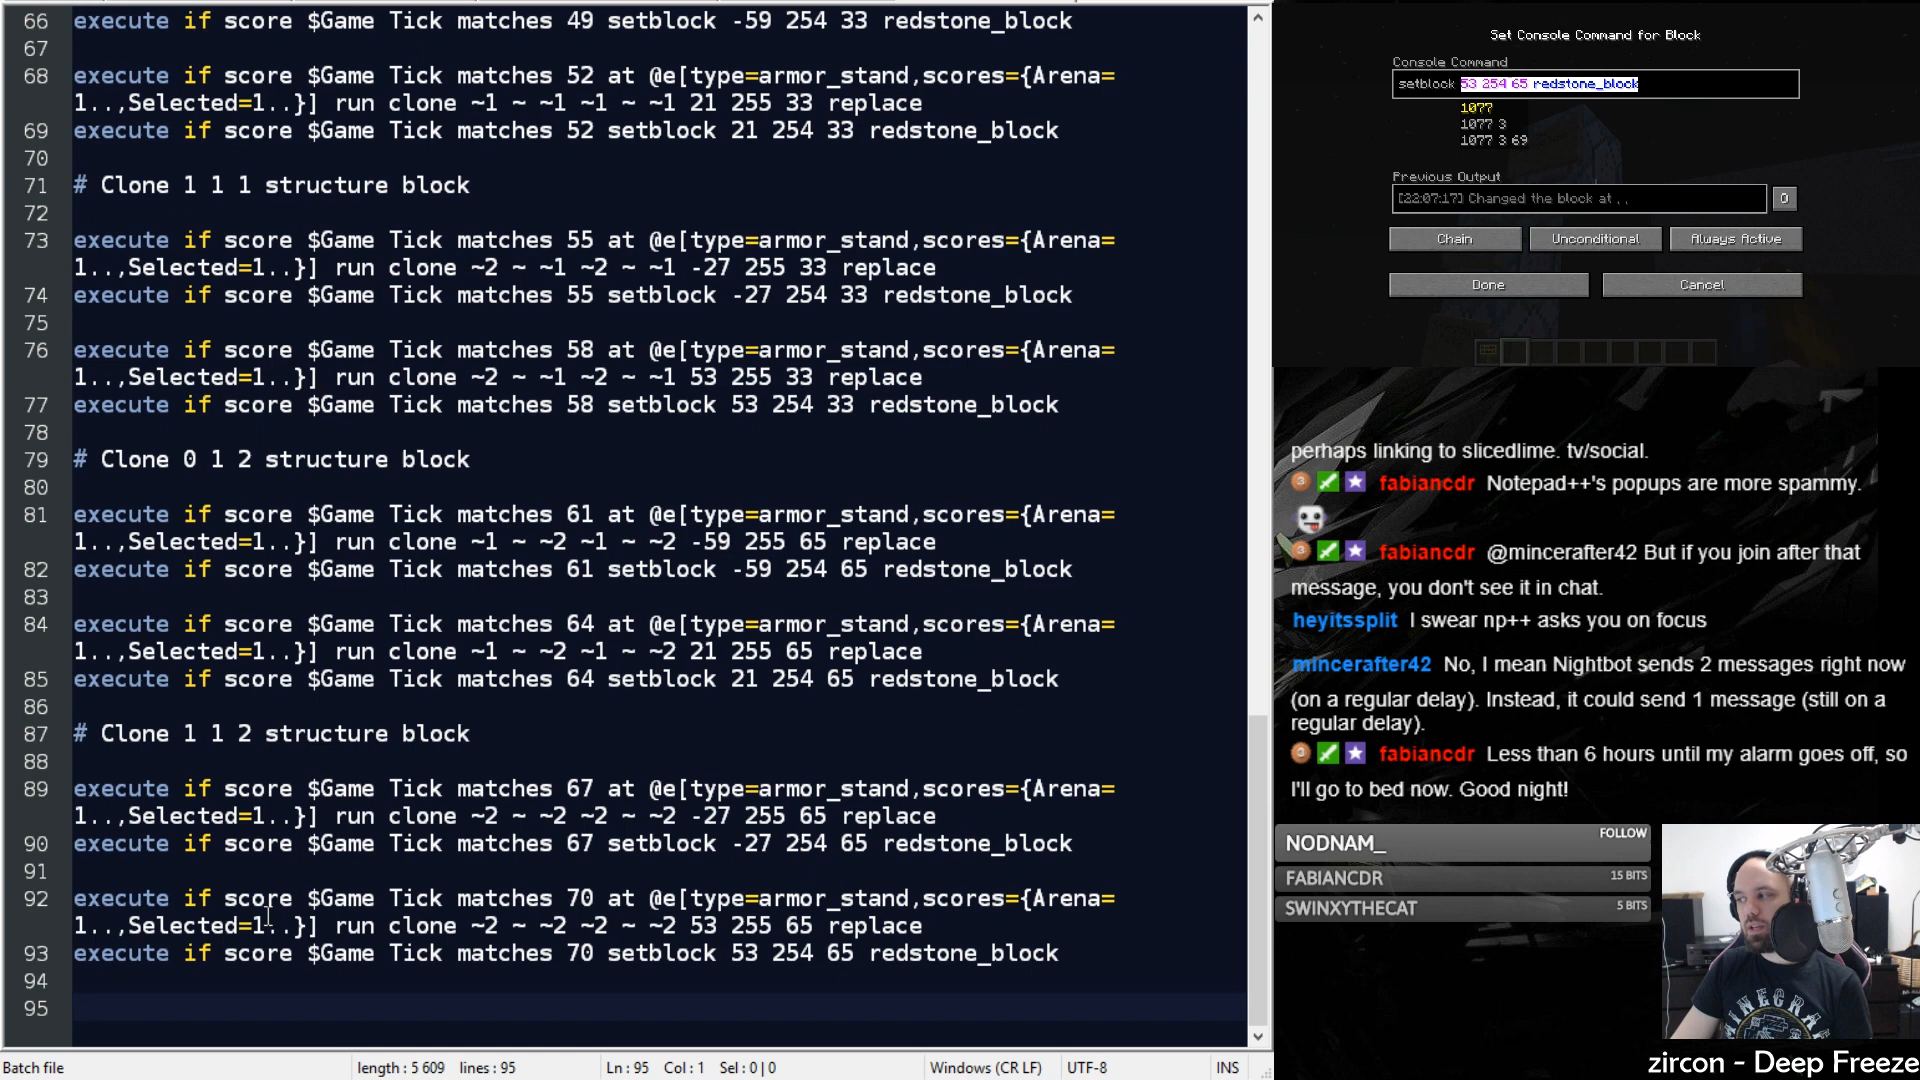 66 execute if score $Game Tick matches 49 setblock -59 254 33 redstone_block
67
68 execute if score $Game Tick matches 52 at @e[type=armor_stand,scores={Arena=
1..,Selected=1..}] run clone ~1 ~ ~1 ~1 ~ ~1 21 255 33 replace
69 execute if score $Game Tick matches 52 setblock 21 254 33 redstone_block
70
71 # Clone 1 1 1 structure block
72
73 execute if score $Game Tick matches 55 at @e[type=armor_stand,scores={Arena=
1..,Selected=1..}] run clone ~2 ~ ~1 ~2 ~ ~1 -27 255 33 replace
74 execute if score $Game Tick matches 55 setblock -27 254 33 redstone_block
75
76 execute if score $Game Tick matches 58 at @e[type=armor_stand,scores={Arena=
1..,Selected=1..}] run clone ~2 ~ ~1 ~2 ~ ~1 53 255 33 replace
77 execute if score $Game Tick matches 58 setblock 53 254 33 redstone_block
78
79 # Clone 0 1 2 structure block
80
81 execute if score $Game Tick matches 61 at @e[type=armor_stand,scores={Arena=
1..,Selected=1..}] run clone ~1 ~ ~2 ~1 ~ ~2 -59 255 65 replace
82 execute if score $Game Tick matches 61 setblock -59 254 65 redstone_block
83
84 execute if score $Game Tick matches 64 at @e[type=armor_stand,scores={Arena=
1..,Selected=1..}] run clone ~1 ~ ~2 ~1 ~ ~2 21 255 65 replace
85 execute if score $Game Tick matches 64 setblock 21 254 65 redstone_block
86
87 # Clone 1 1 2 structure block
88
89 execute if score $Game Tick matches 67 at @e[type=armor_stand,scores={Arena=
1..,Selected=1..}] run clone ~2 ~ ~2 ~2 ~ ~2 -27 255 65 replace
90 execute if score $Game Tick matches 67 setblock -27 254 65 redstone_block
91
92 execute if score $Game Tick matches 70 at @e[type=armor_stand,scores={Arena=
1..,Selected=1..}] run clone ~2 ~ ~2 ~2 ~ ~2 53 255 65 replace
93 execute if score $Game Tick matches 70 setblock 53 254 65 redstone_block
94
95
Batch file length : 5 609 lines : 95 Ln : 95 Col : 1 Sel : 0 | 0 Windows (CR LF) UTF-8 INS
Set Console Command for Block
Console Command
setblock 53 254 65 redstone_block
1077
1077 3
1077 3 69
Previous Output
[22:07:17] Changed the block at , ,
O
Chain Unconditional Always Active
Done Cancel
perhaps linking to slicedlime. tv/social.
fabiancdr Notepad++'s popups are more spammy.
fabiancdr @mincerafter42 But if you join after that
message, you don't see it in chat.
heyitssplit I swear np++ asks you on focus
mincerafter42 No, I mean Nightbot sends 2 messages right now
(on a regular delay). Instead, it could send 1 message (still on a
regular delay).
fabiancdr Less than 6 hours until my alarm goes off, so
I'll go to bed now. Good night!
NODNAM_ FOLLOW
FABIANCDR 15 BITS
SWINXYTHECAT 5 BITS
MINECRA
zircon - Deep Freeze